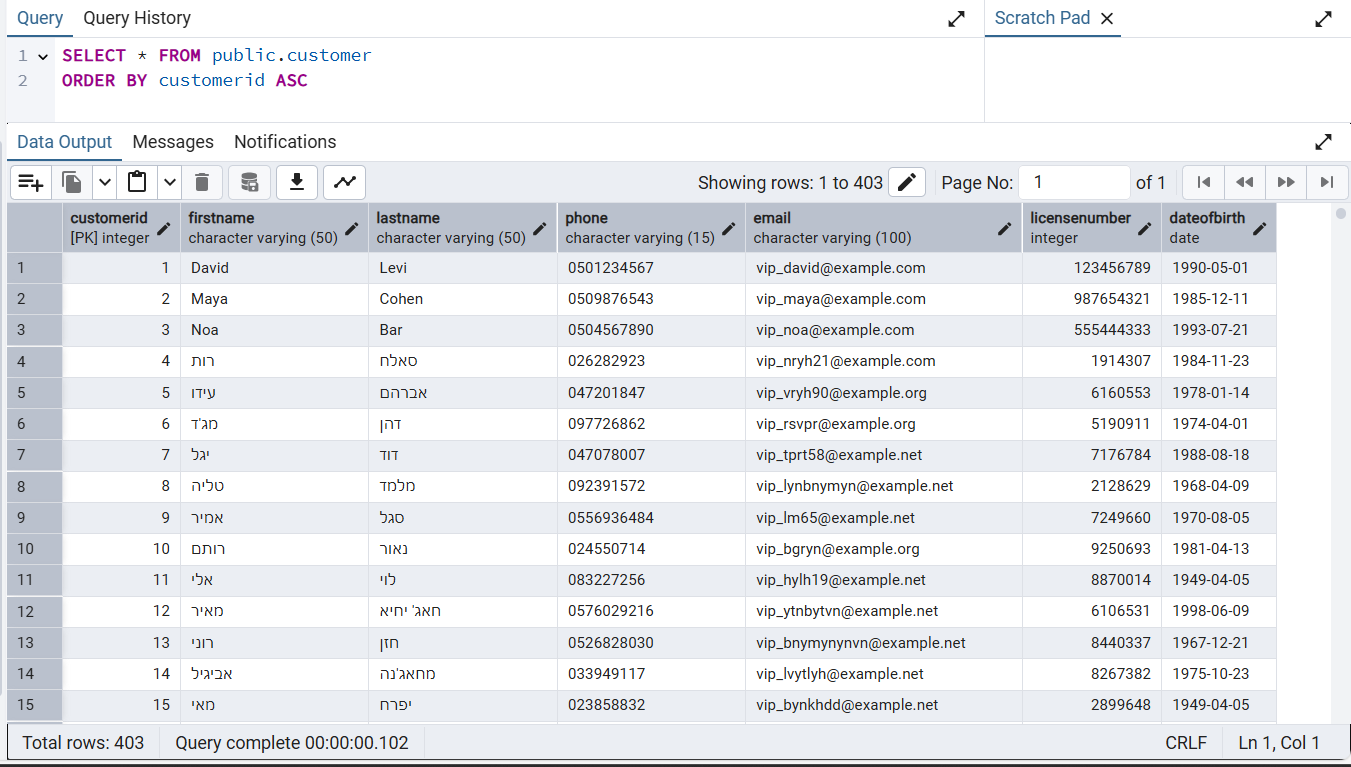 Query Query History Scratch Pad
1 SELECT * FROM public.customer
2 ORDER BY customerid ASC
Data Output Messages Notifications
Showing rows: 1 to 403 Page No: 1 of 1
customerid firstname lastname phone email licensenumber dateofbirth
[PK] integer character varying (50) character varying (50) character varying (15) character varying (100) integer date
1 1 David Levi 0501234567 vip_david@example.com 123456789 1990-05-01
2 2 Maya Cohen 0509876543 vip_maya@example.com 987654321 1985-12-11
3 3 Noa Bar 0504567890 vip_noa@example.com 555444333 1993-07-21
4 4 רות סאלח 026282923 vip_nryh21@example.com 1914307 1984-11-23
5 5 עידו אברהם 047201847 vip_vryh90@example.org 6160553 1978-01-14
6 6 מג'ד דהן 097726862 vip_rsvpr@example.org 5190911 1974-04-01
7 7 יגל דוד 047078007 vip_tprt58@example.net 7176784 1988-08-18
8 8 טליה מלמד 092391572 vip_lynbnymyn@example.net 2128629 1968-04-09
9 9 אמיר סגל 0556936484 vip_lm65@example.net 7249660 1970-08-05
10 10 רותם נאור 024550714 vip_bgryn@example.org 9250693 1981-04-13
11 11 אלי לוי 083227256 vip_hylh19@example.net 8870014 1949-04-05
12 12 מאיר חאג' יחיא 0576029216 vip_ytnbytvn@example.net 6106531 1998-06-09
13 13 רוני חזן 0526828030 vip_bnymynynvn@example.net 8440337 1967-12-21
14 14 אביגיל מחאג'נה 033949117 vip_lvytlyh@example.net 8267382 1975-10-23
15 15 מאי יפרח 023858832 vip_bynkhdd@example.net 2899648 1949-04-05
Total rows: 403 Query complete 00:00:00.102 CRLF Ln 1, Col 1